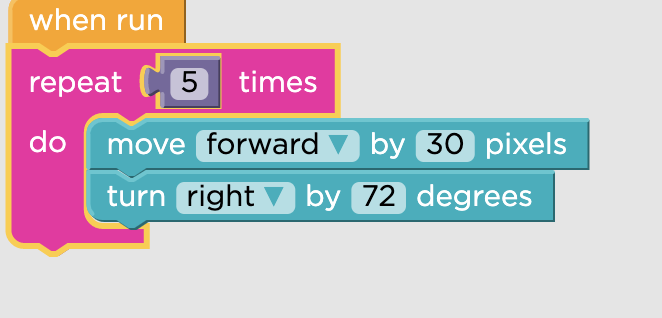 when run
repeat 5 times
do move forward▼ by 30 pixels
turn right▼ by 72 degrees